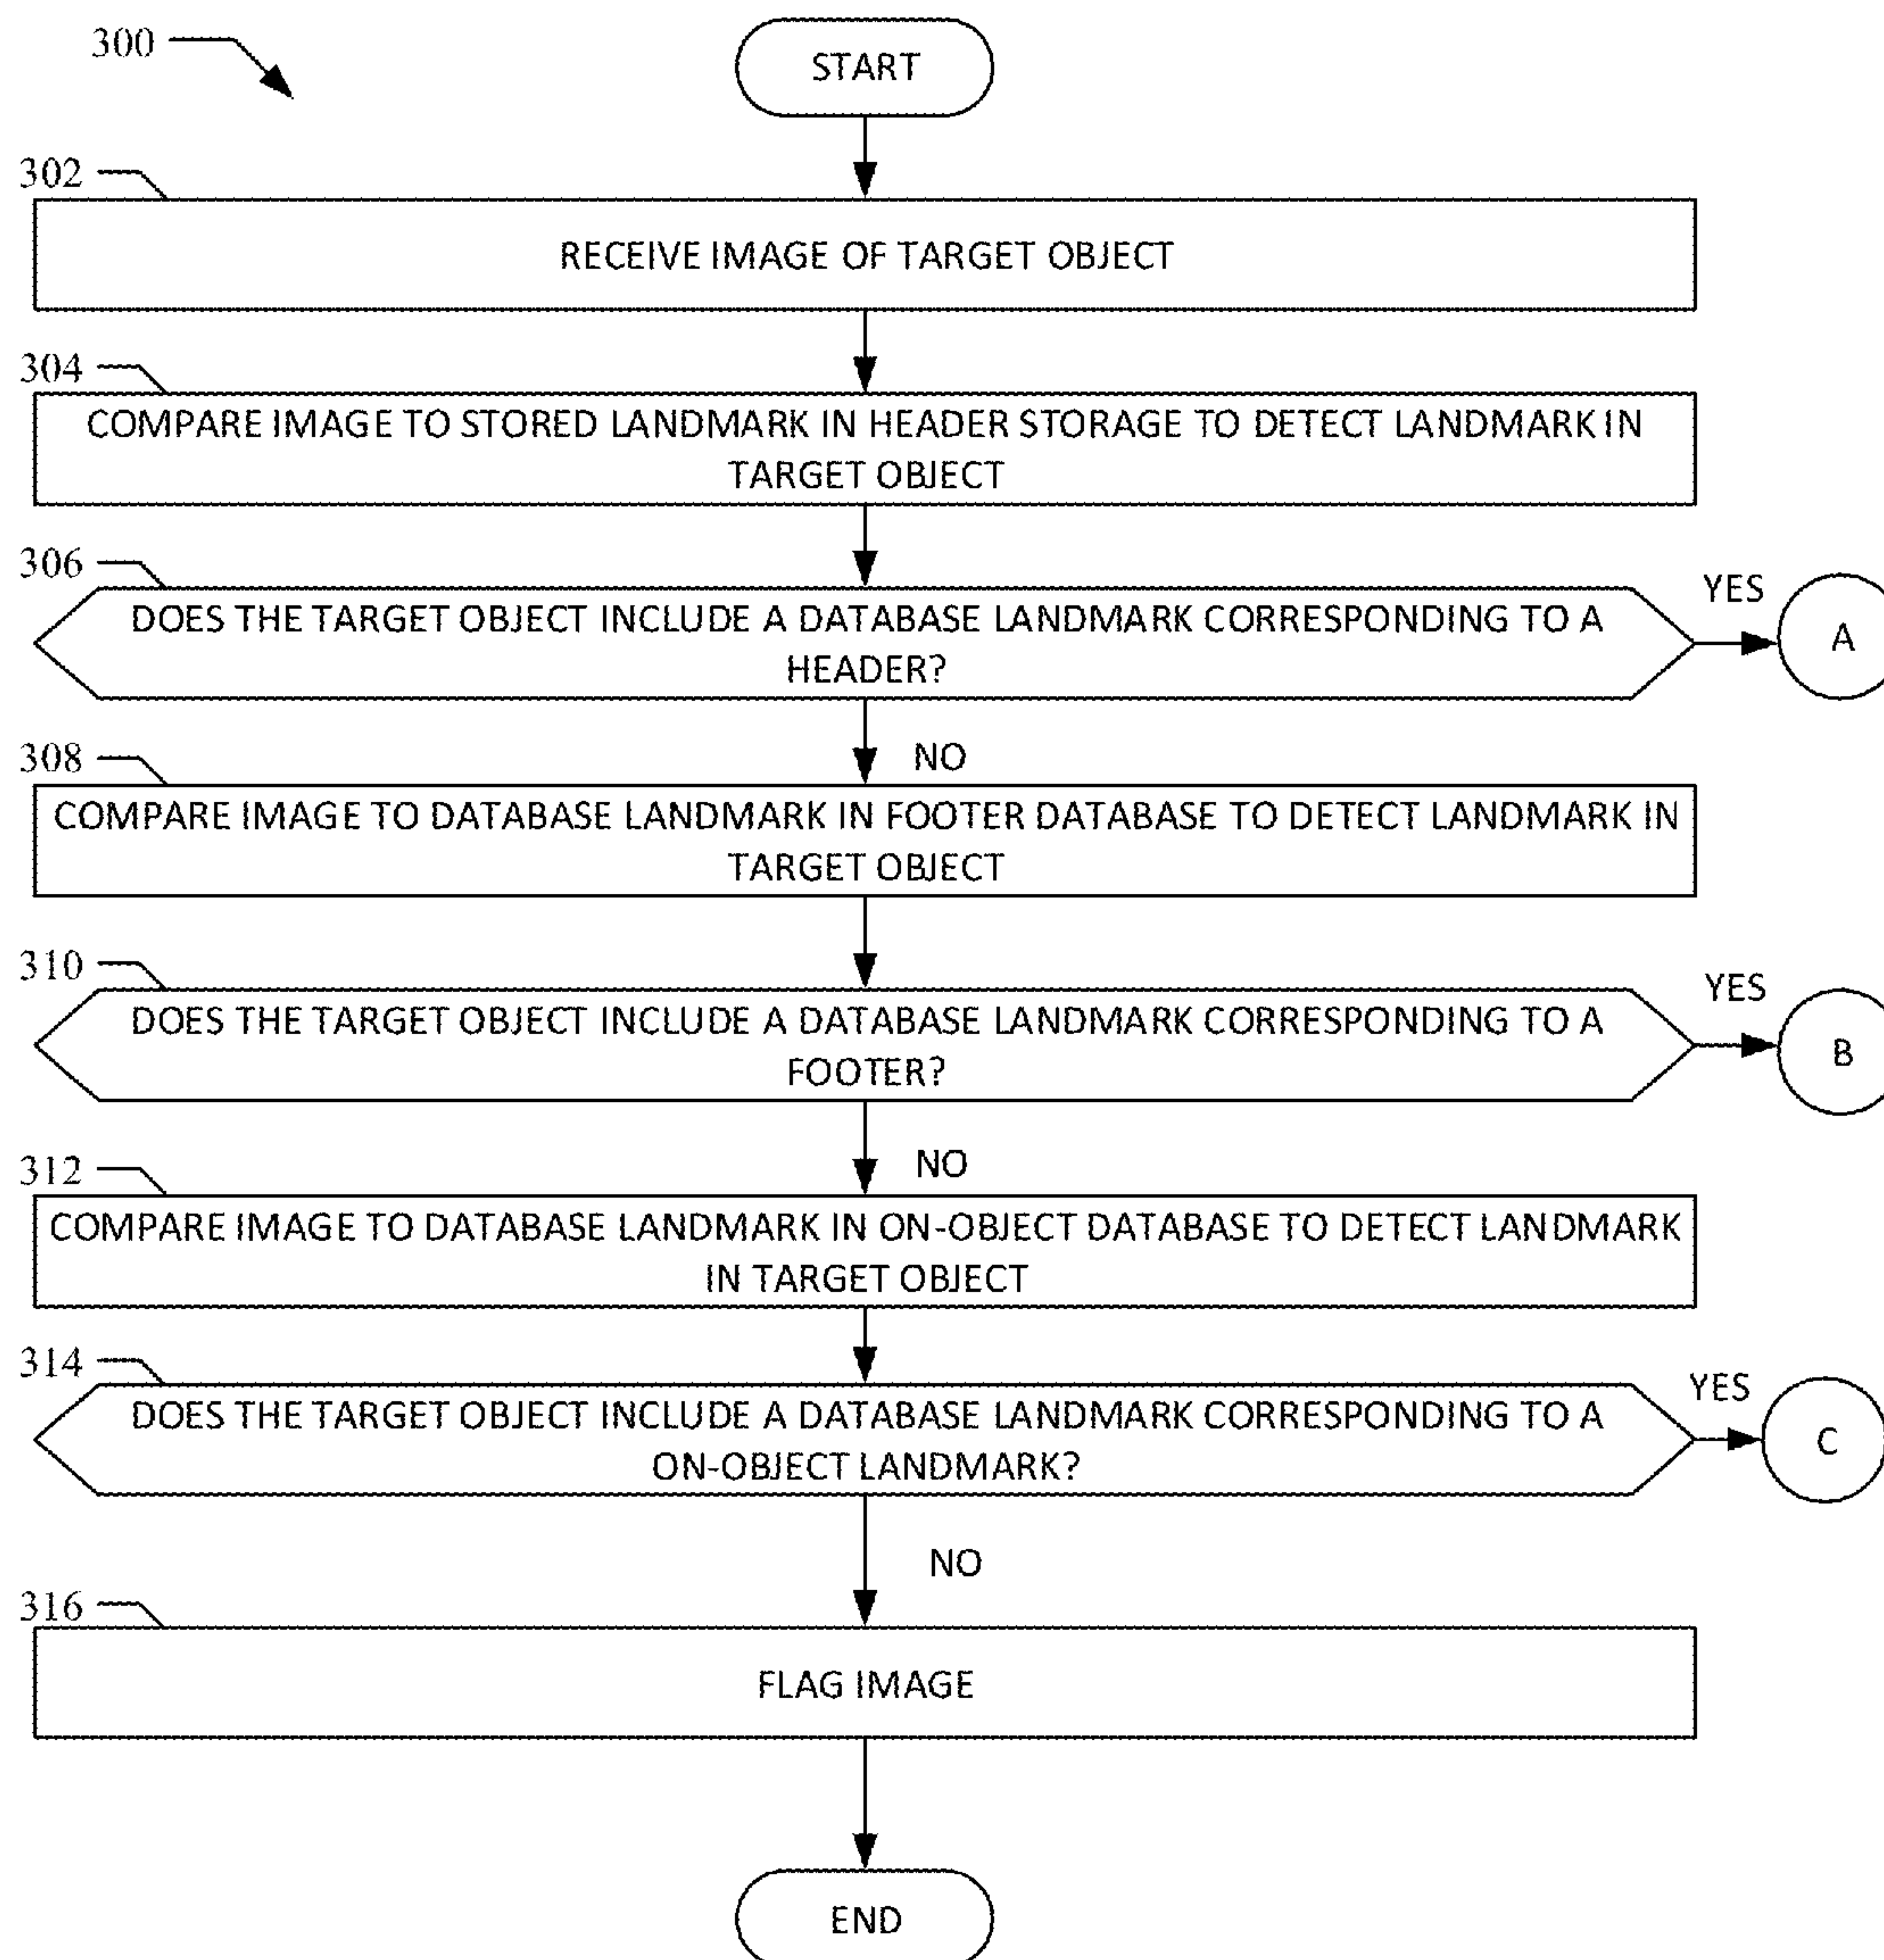 300
START
302
RECEIVE IMAGE OF TARGET OBJECT
304
COMPARE IMAGE TO STORED LANDMARK IN HEADER STORAGE TO DETECT LANDMARK IN
TARGET OBJECT
306
DOES THE TARGET OBJECT INCLUDE A DATABASE LANDMARK CORRESPONDING TO A
HEADER?
YES
A
NO
308
COMPARE IMAGE TO DATABASE LANDMARK IN FOOTER DATABASE TO DETECT LANDMARK IN
TARGET OBJECT
310
DOES THE TARGET OBJECT INCLUDE A DATABASE LANDMARK CORRESPONDING TO A
FOOTER?
YES
B
NO
312
COMPARE IMAGE TO DATABASE LANDMARK IN ON-OBJECT DATABASE TO DETECT LANDMARK
IN TARGET OBJECT
314
DOES THE TARGET OBJECT INCLUDE A DATABASE LANDMARK CORRESPONDING TO A
ON-OBJECT LANDMARK?
YES
C
NO
316
FLAG IMAGE
END